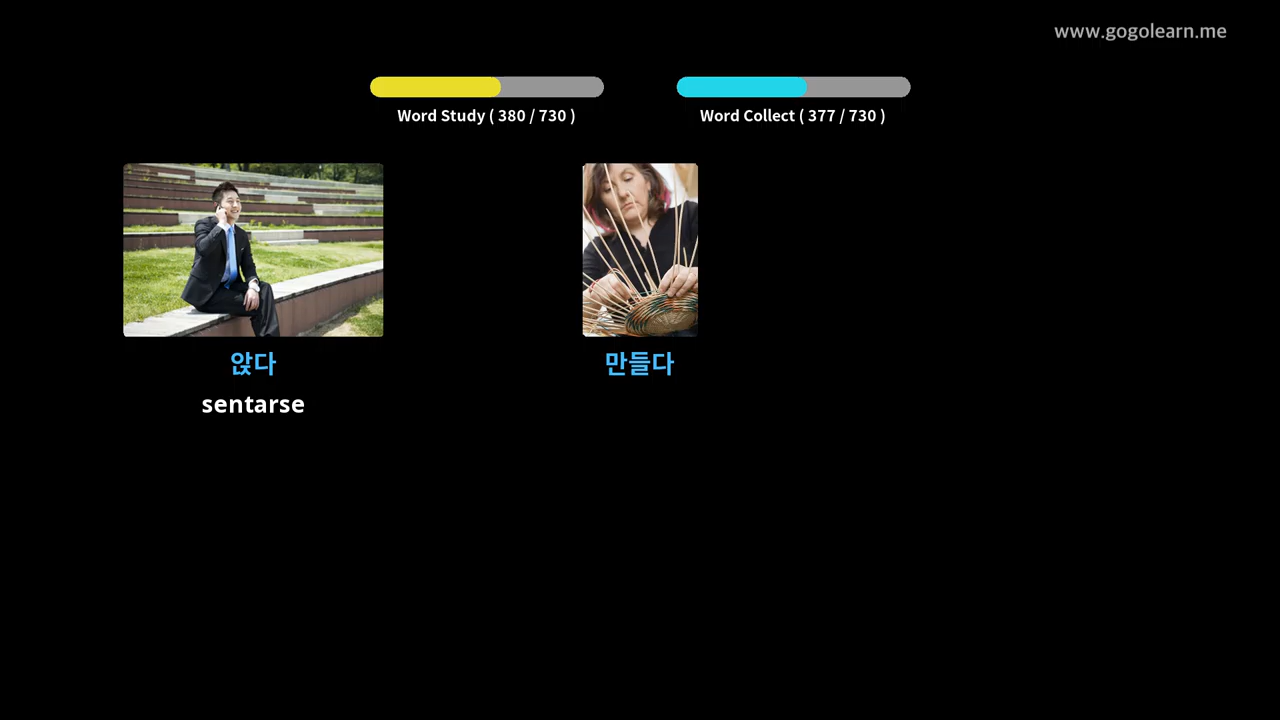 www.gogolearn.me
Word Study ( 380 / 730 )
Word Collect ( 377 / 730 )
앉다
만들다
sentarse